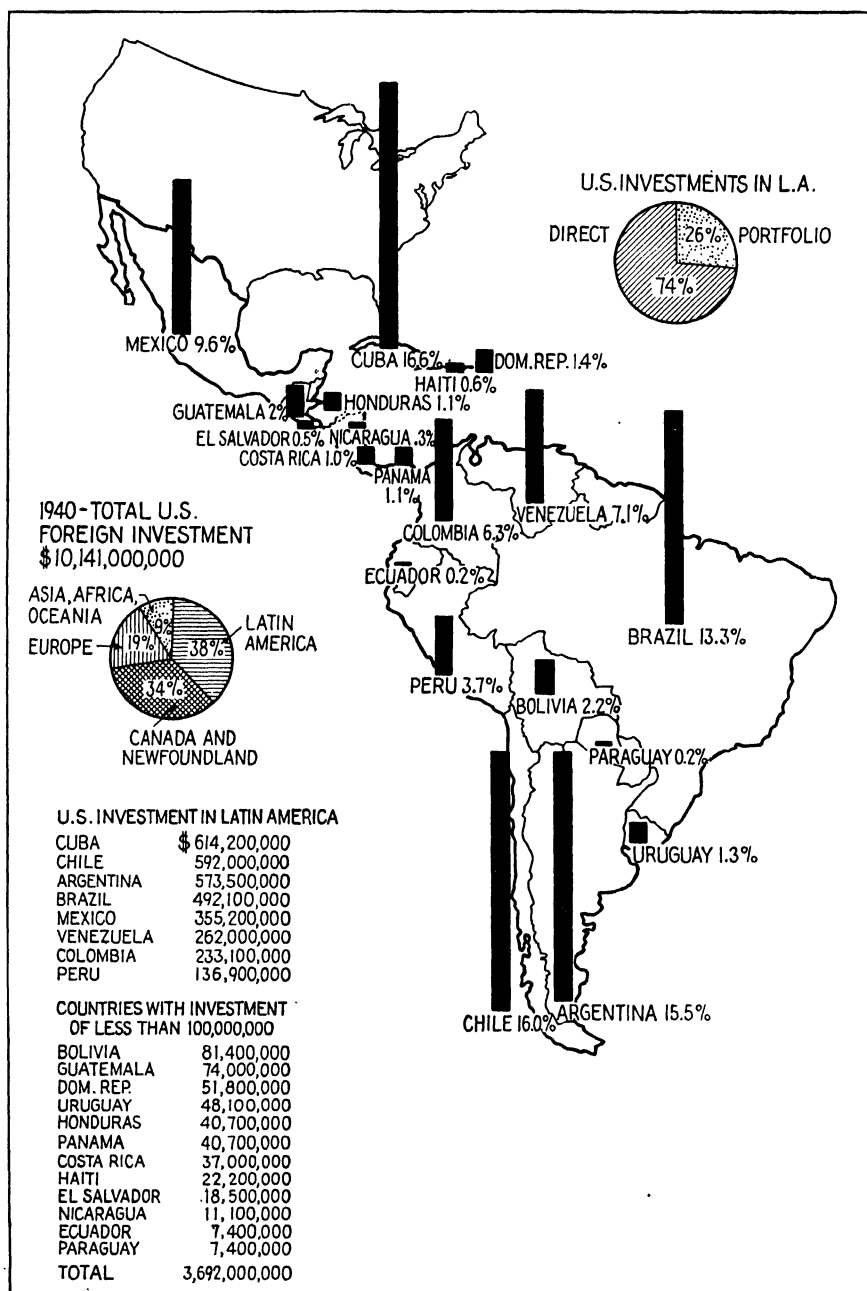 U.S. INVESTMENTS IN L.A.
DIRECT
26%
PORTFOLIO
74%
MEXICO 9.6%
CUBA 16.6%
DOM. REP. 1.4%
HAITI 0.6%
GUATEMALA 2%
HONDURAS 1.1%
EL SALVADOR 0.5%
NICARAGUA .3%
COSTA RICA 1.0%
PANAMA
1.1%
COLOMBIA 6.3%
VENEZUELA 7.1%
ECUADOR 0.2%
BRAZIL 13.3%
PERU 3.7%
BOLIVIA 2.2%
PARAGUAY 0.2%
URUGUAY 1.3%
CHILE 16.0%
ARGENTINA 15.5%
1940-TOTAL U.S.
FOREIGN INVESTMENT
$10,141,000,000
ASIA, AFRICA,
OCEANIA
9%
EUROPE
19%
38%
LATIN
AMERICA
34%
CANADA AND
NEWFOUNDLAND
U.S. INVESTMENT IN LATIN AMERICA
CUBA $ 614,200,000
CHILE 592,000,000
ARGENTINA 573,500,000
BRAZIL 492,100,000
MEXICO 355,200,000
VENEZUELA 262,000,000
COLOMBIA 233,100,000
PERU 136,900,000
COUNTRIES WITH INVESTMENT
OF LESS THAN 100,000,000
BOLIVIA 81,400,000
GUATEMALA 74,000,000
DOM. REP. 51,800,000
URUGUAY 48,100,000
HONDURAS 40,700,000
PANAMA 40,700,000
COSTA RICA 37,000,000
HAITI 22,200,000
EL SALVADOR 18,500,000
NICARAGUA 11,100,000
ECUADOR 7,400,000
PARAGUAY 7,400,000
TOTAL 3,692,000,000